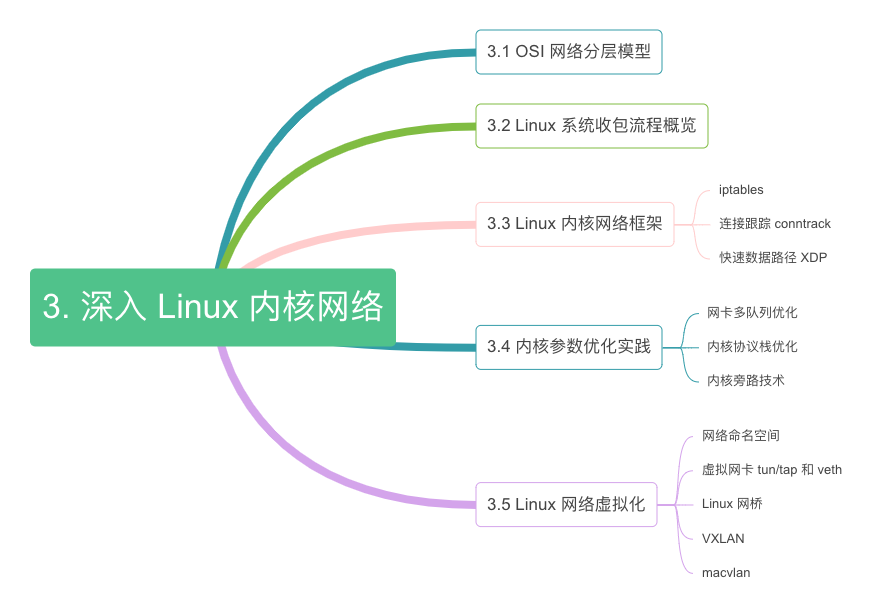 3. 深入 Linux 内核网络
3.1 OSI 网络分层模型
3.2 Linux 系统收包流程概览
3.3 Linux 内核网络框架
iptables
连接跟踪 conntrack
快速数据路径 XDP
3.4 内核参数优化实践
网卡多队列优化
内核协议栈优化
内核旁路技术
3.5 Linux 网络虚拟化
网络命名空间
虚拟网卡 tun/tap 和 veth
Linux 网桥
VXLAN
macvlan